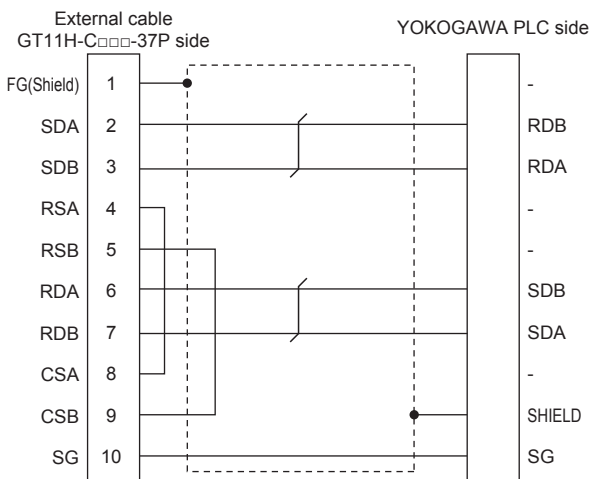 External cable
GT11H-C□□□-37P side
YOKOGAWA PLC side
FG(Shield) 1 -
SDA 2 RDB
SDB 3 RDA
RSA 4 -
RSB 5 -
RDA 6 SDB
RDB 7 SDA
CSA 8 -
CSB 9 SHIELD
SG 10 SG